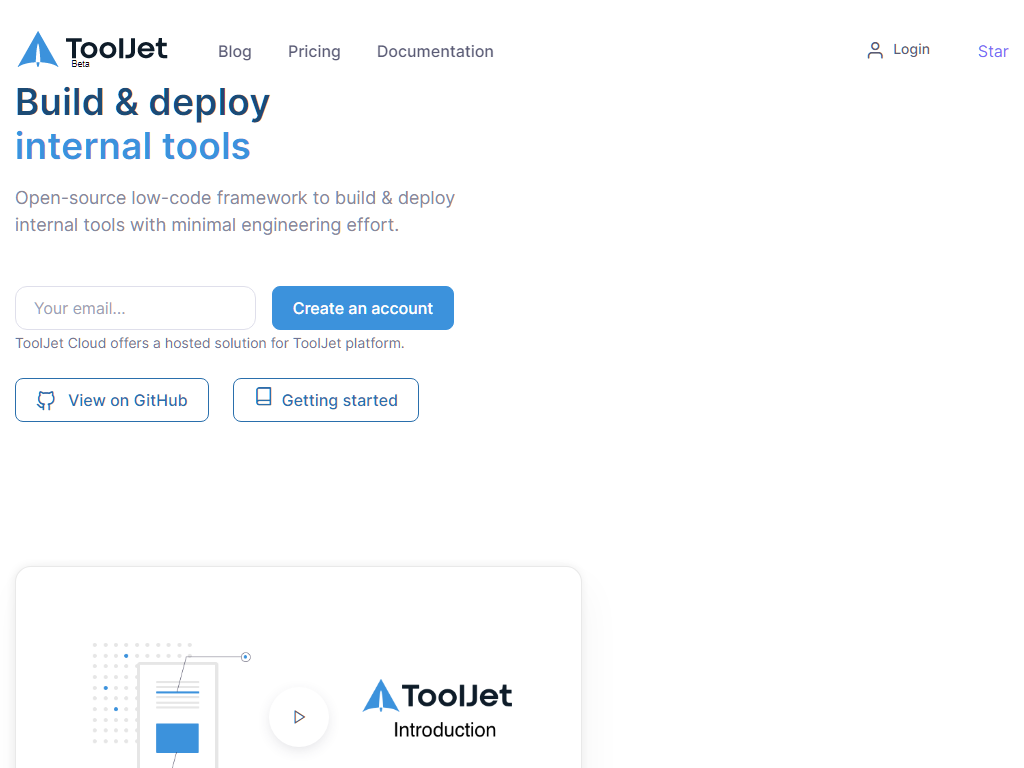 ToolJet
Beta
Blog
Pricing
Documentation
Login
Star
Build & deploy
internal tools
Open-source low-code framework to build & deploy
internal tools with minimal engineering effort.
Your email...
Create an account
ToolJet Cloud offers a hosted solution for ToolJet platform.
View on GitHub
Getting started
ToolJet
Introduction